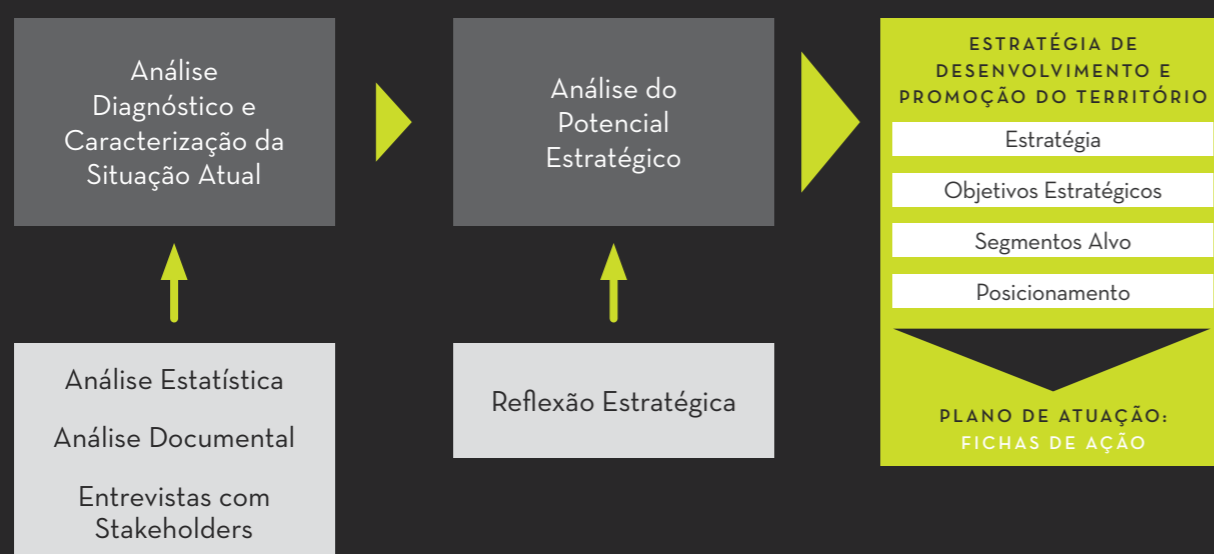 Análise
Diagnóstico e
Caracterização da
Situação Atual
Análise do
Potencial
Estratégico
ESTRATÉGIA DE
DESENVOLVIMENTO E
PROMOÇÃO DO TERRITÓRIO
Estratégia
Objetivos Estratégicos
Segmentos Alvo
Posicionamento
PLANO DE ATUAÇÃO:
FICHAS DE AÇÃO
Análise Estatística
Análise Documental
Entrevistas com
Stakeholders
Reflexão Estratégica